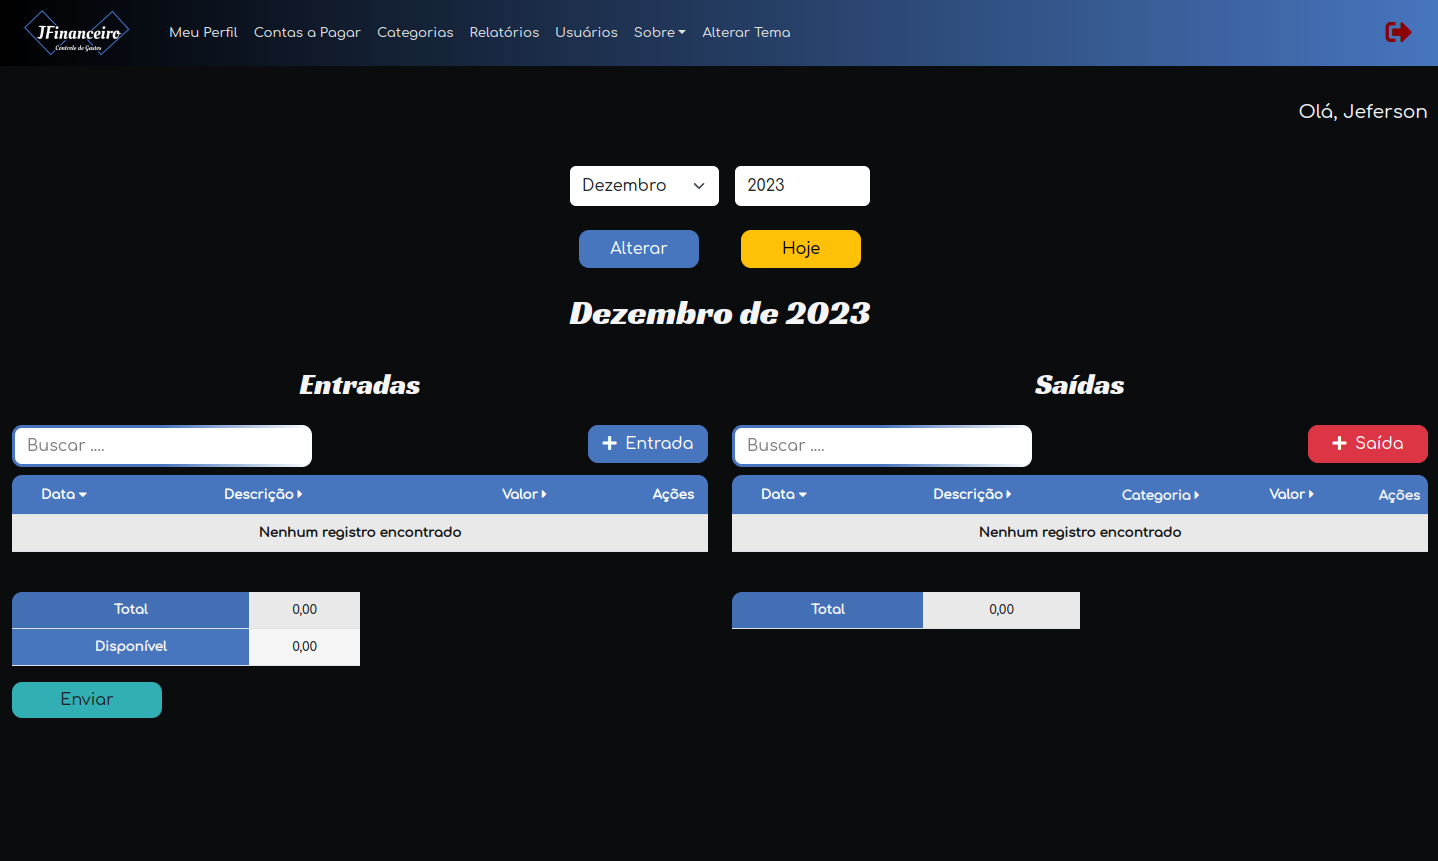 JFinanceiro
Controle de Gastos
Meu Perfil Contas a Pagar Categorias Relatórios Usuários Sobre Alterar Tema
Olá, Jeferson
Dezembro 2023
Alterar Hoje
Dezembro de 2023
Entradas
Buscar ....
+ Entrada
Data Descrição Valor Ações
Nenhum registro encontrado
Total 0,00
Disponível 0,00
Enviar
Saídas
Buscar ....
+ Saída
Data Descrição Categoria Valor Ações
Nenhum registro encontrado
Total 0,00